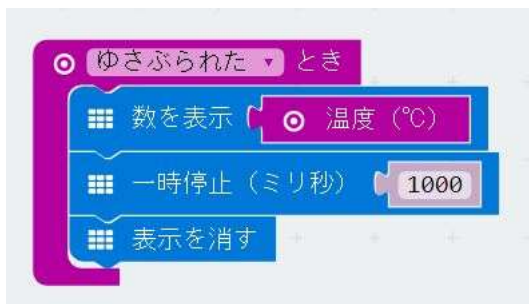 ゆさぶられた とき
数を表示 温度（℃）
一時停止（ミリ秒） 1000
表示を消す